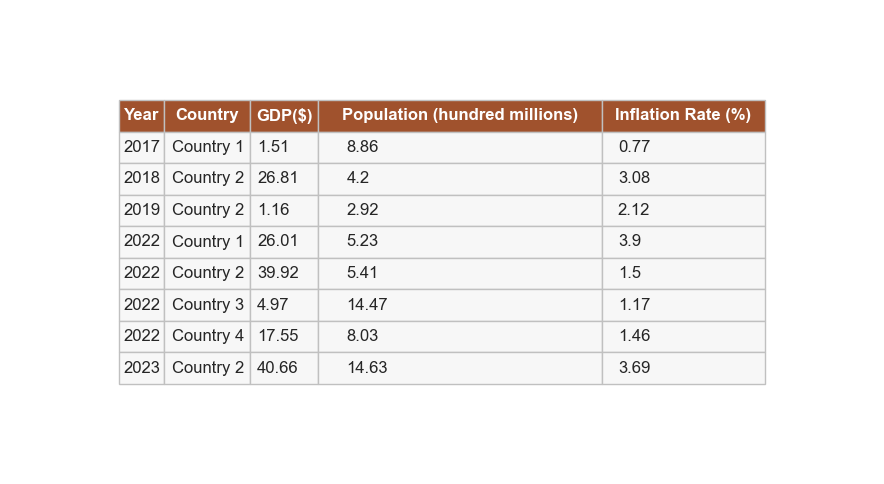 Year Country GDP($) Population (hundred millions) Inflation Rate (%)
2017 Country 1 1.51 8.86 0.77
2018 Country 2 26.81 4.2 3.08
2019 Country 2 1.16 2.92 2.12
2022 Country 1 26.01 5.23 3.9
2022 Country 2 39.92 5.41 1.5
2022 Country 3 4.97 14.47 1.17
2022 Country 4 17.55 8.03 1.46
2023 Country 2 40.66 14.63 3.69